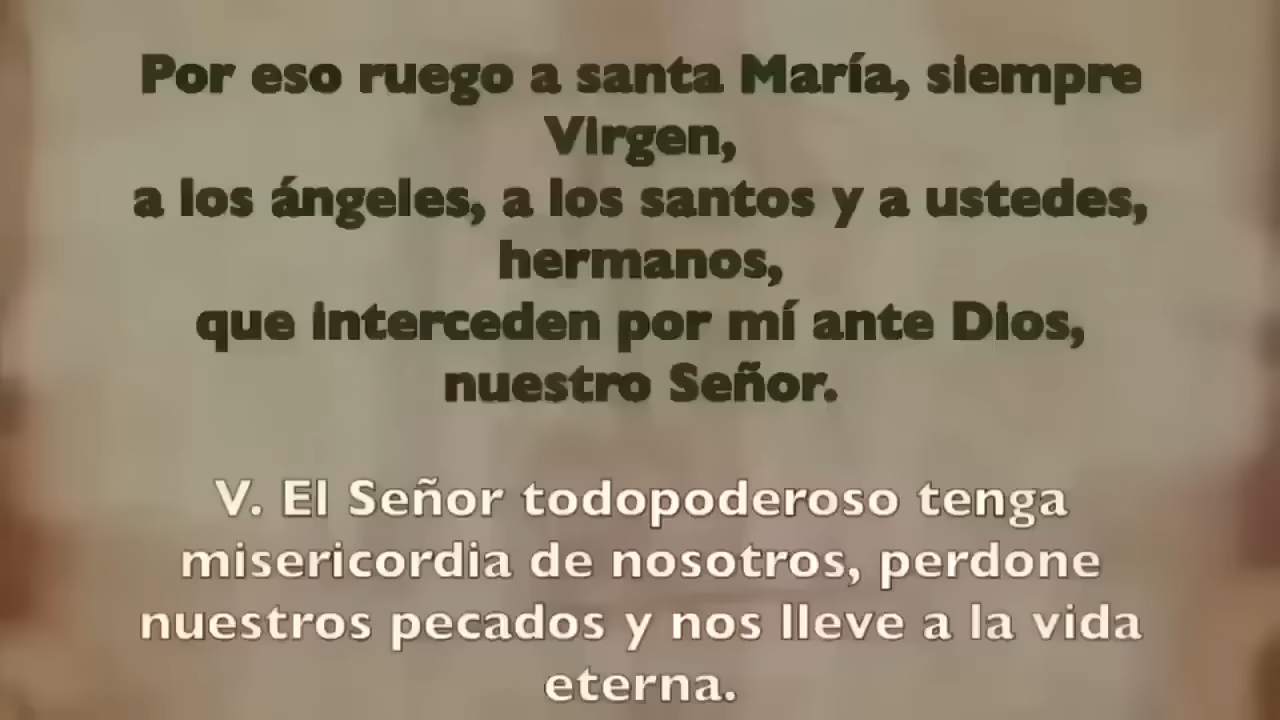 Por eso ruego a santa María, siempre
Virgen,
a los ángeles, a los santos y a ustedes,
hermanos,
que interceden por mí ante Dios,
nuestro Señor.
V. El Señor todopoderoso tenga
misericordia de nosotros, perdone
nuestros pecados y nos lleve a la vida
eterna.